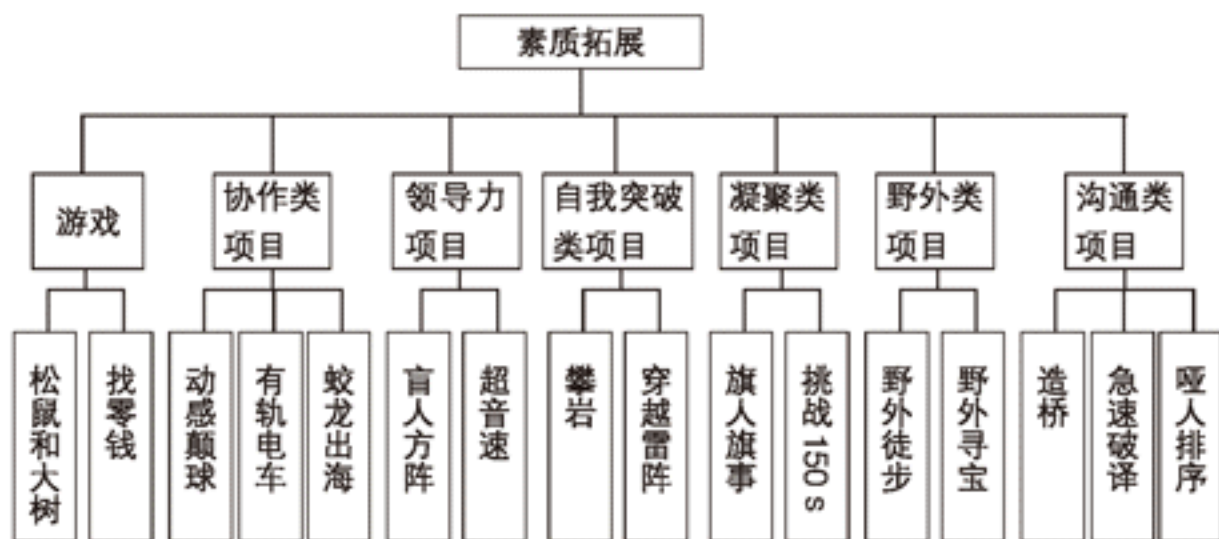 素质拓展
游戏
协作类
项目
领导力
项目
自我突破
类项目
凝聚类
项目
野外类
项目
沟通类
项目
松鼠和大树
找零钱
动感颠球
有轨电车
蛟龙出海
盲人方阵
超音速
攀岩
穿越雷阵
旗人旗事
挑战150 s
野外徒步
野外寻宝
造桥
急速破译
哑人排序